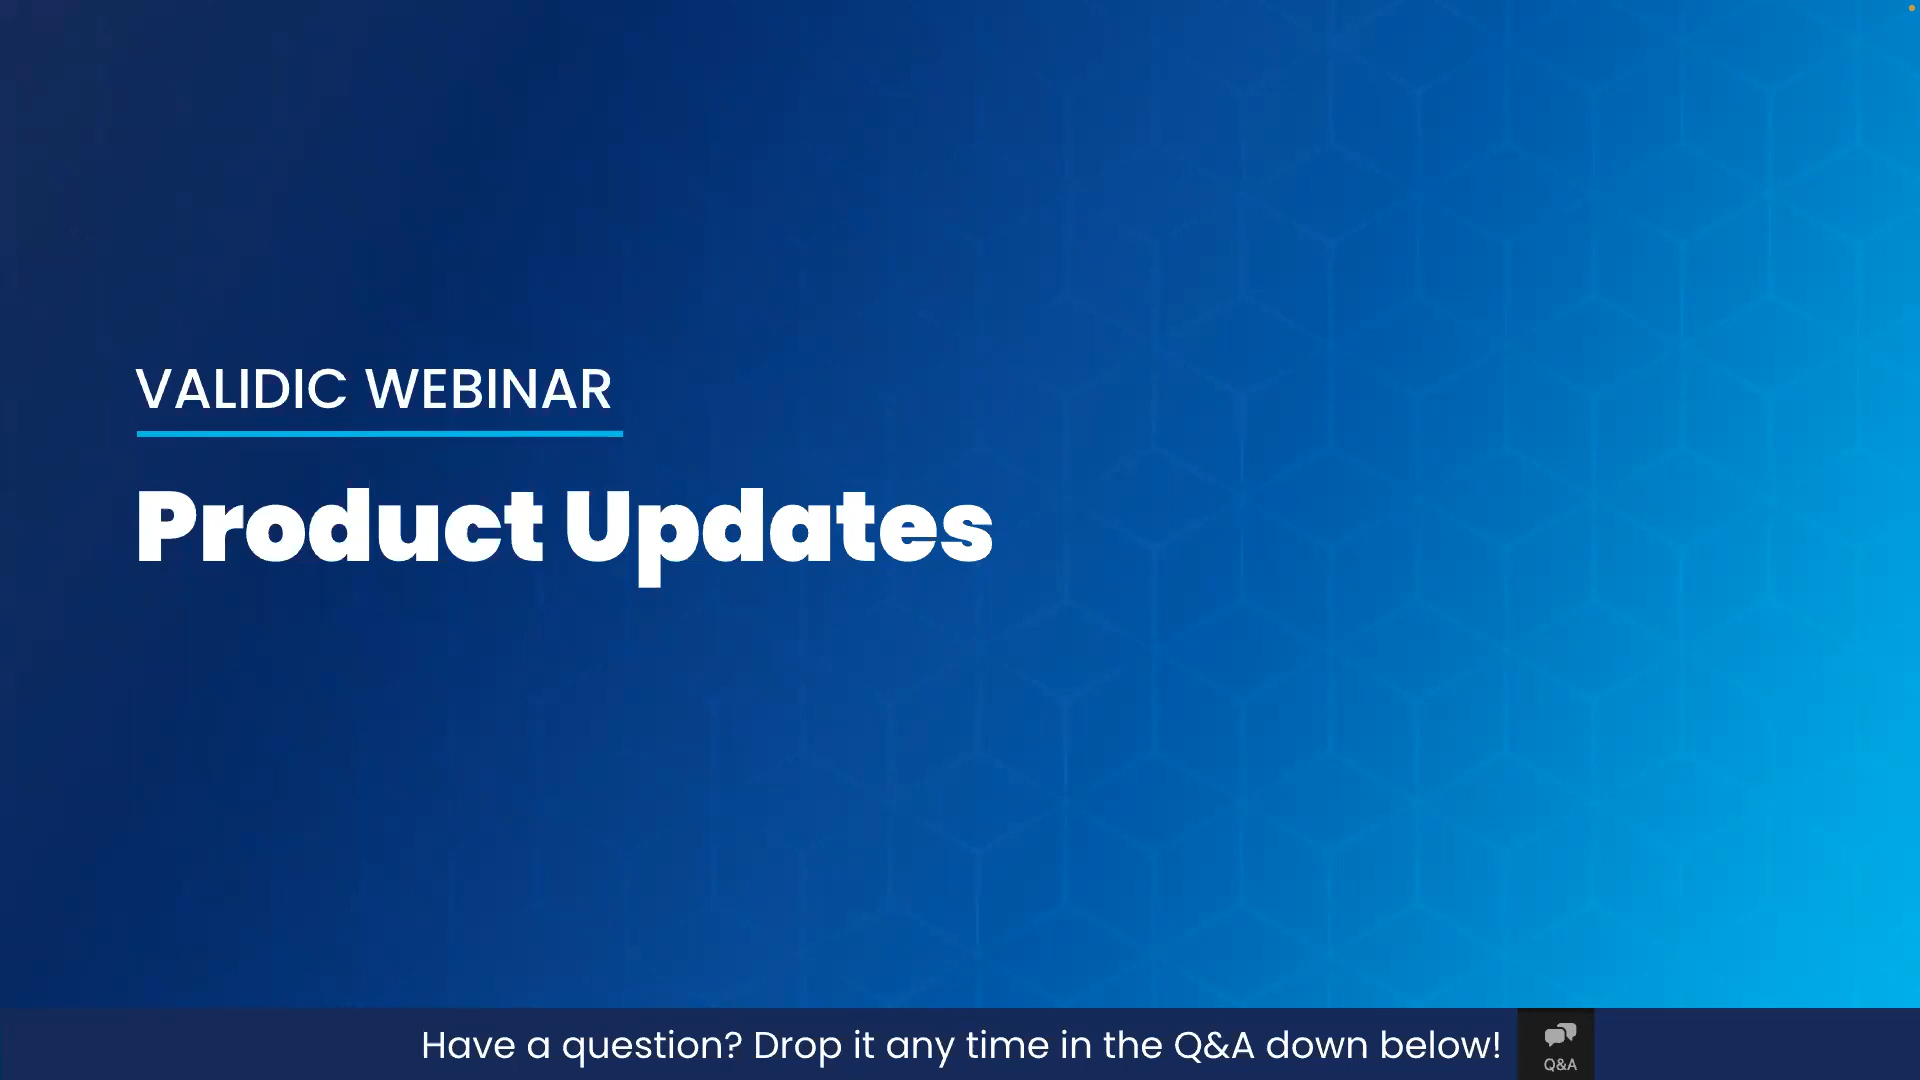 VALIDIC WEBINAR
Product Updates
Have a question? Drop it any time in the Q&A down below!
Q&A